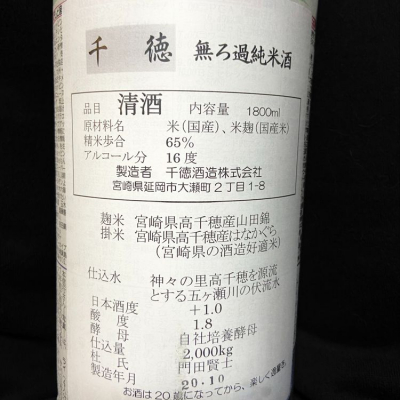 千徳 無ろ過純米酒
品目 清酒 内容量 1800ml
原材料名 米(国産)、米麹(国産米)
精米歩合 65%
アルコール分 16度
製造者 千徳酒造株式会社
宮崎県延岡市大瀬町2丁目1-8
麹米 宮崎県高千穂産山田錦
掛米 宮崎県高千穂産はなかぐら
(宮崎県の酒造好適米)
仕込水 神々の里高千穂を源流
とする五ヶ瀬川の伏流水
日本酒度 +1.0
酸度 1.8
酵母 自社培養酵母
仕込量 2,000kg
杜氏 門田賢士
製造年月 20.10
お酒は20歳になってから、楽しく適量を。